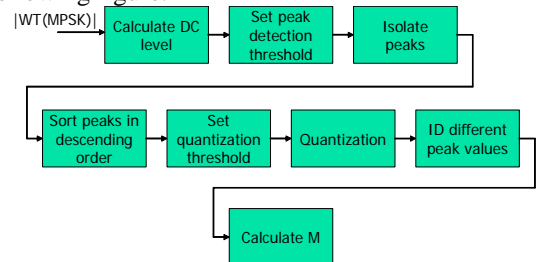 |WT(MPSK)|
Calculate DC
level
Set peak
detection
threshold
Isolate
peaks
Sort peaks in
descending
order
Set
quantization
threshold
Quantization
ID different
peak values
Calculate M